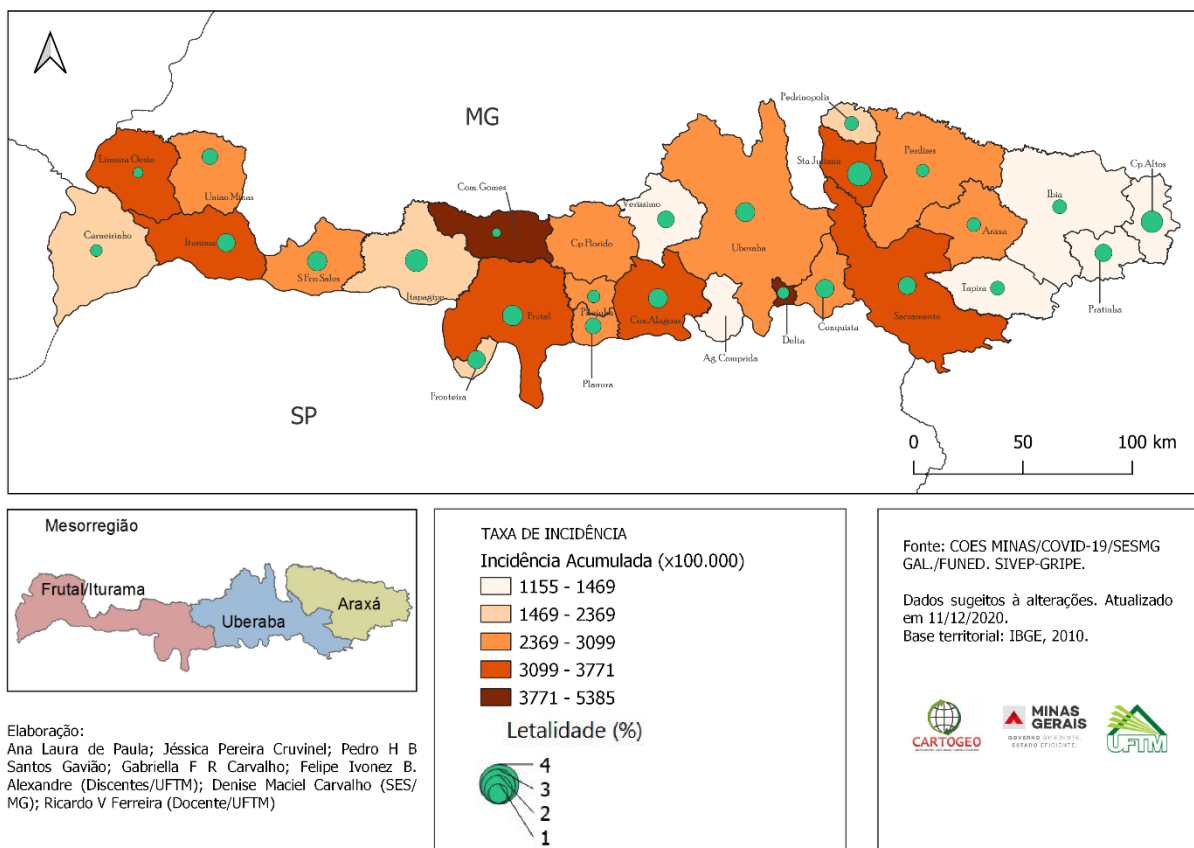 MG
SP
Pedrinopolis
Limeira Oeste
Uniao Minas
Com. Gomes
Verissimo
Sta Juliana
Perdizes
Cp Altos
Ibia
Carneirinho
Iturama
S Fco Sales
Itapagipe
Cp Florido
Uberaba
Araxa
Frutal
Pirajuba
Con. Alagoas
Tapira
Pratinha
Sacramento
Conquista
Delta
Ag. Comprida
Planura
Fronteira
0 50 100 km
Mesorregião
Frutal/Iturama
Uberaba
Araxá
Elaboração:
Ana Laura de Paula; Jéssica Pereira Cruvinel; Pedro H B
Santos Gavião; Gabriella F R Carvalho; Felipe Ivonez B.
Alexandre (Discentes/UFTM); Denise Maciel Carvalho (SES/
MG); Ricardo V Ferreira (Docente/UFTM)
TAXA DE INCIDÊNCIA
Incidência Acumulada (x100.000)
1155 - 1469
1469 - 2369
2369 - 3099
3099 - 3771
3771 - 5385
Letalidade (%)
4
3
2
1
Fonte: COES MINAS/COVID-19/SESMG
GAL./FUNED. SIVEP-GRIPE.
Dados sugeitos à alterações. Atualizado
em 11/12/2020.
Base territorial: IBGE, 2010.
CARTOGEO
MINAS
GERAIS
GOVERNO DIFERENTE.
ESTADO EFICIENTE.
UFTM